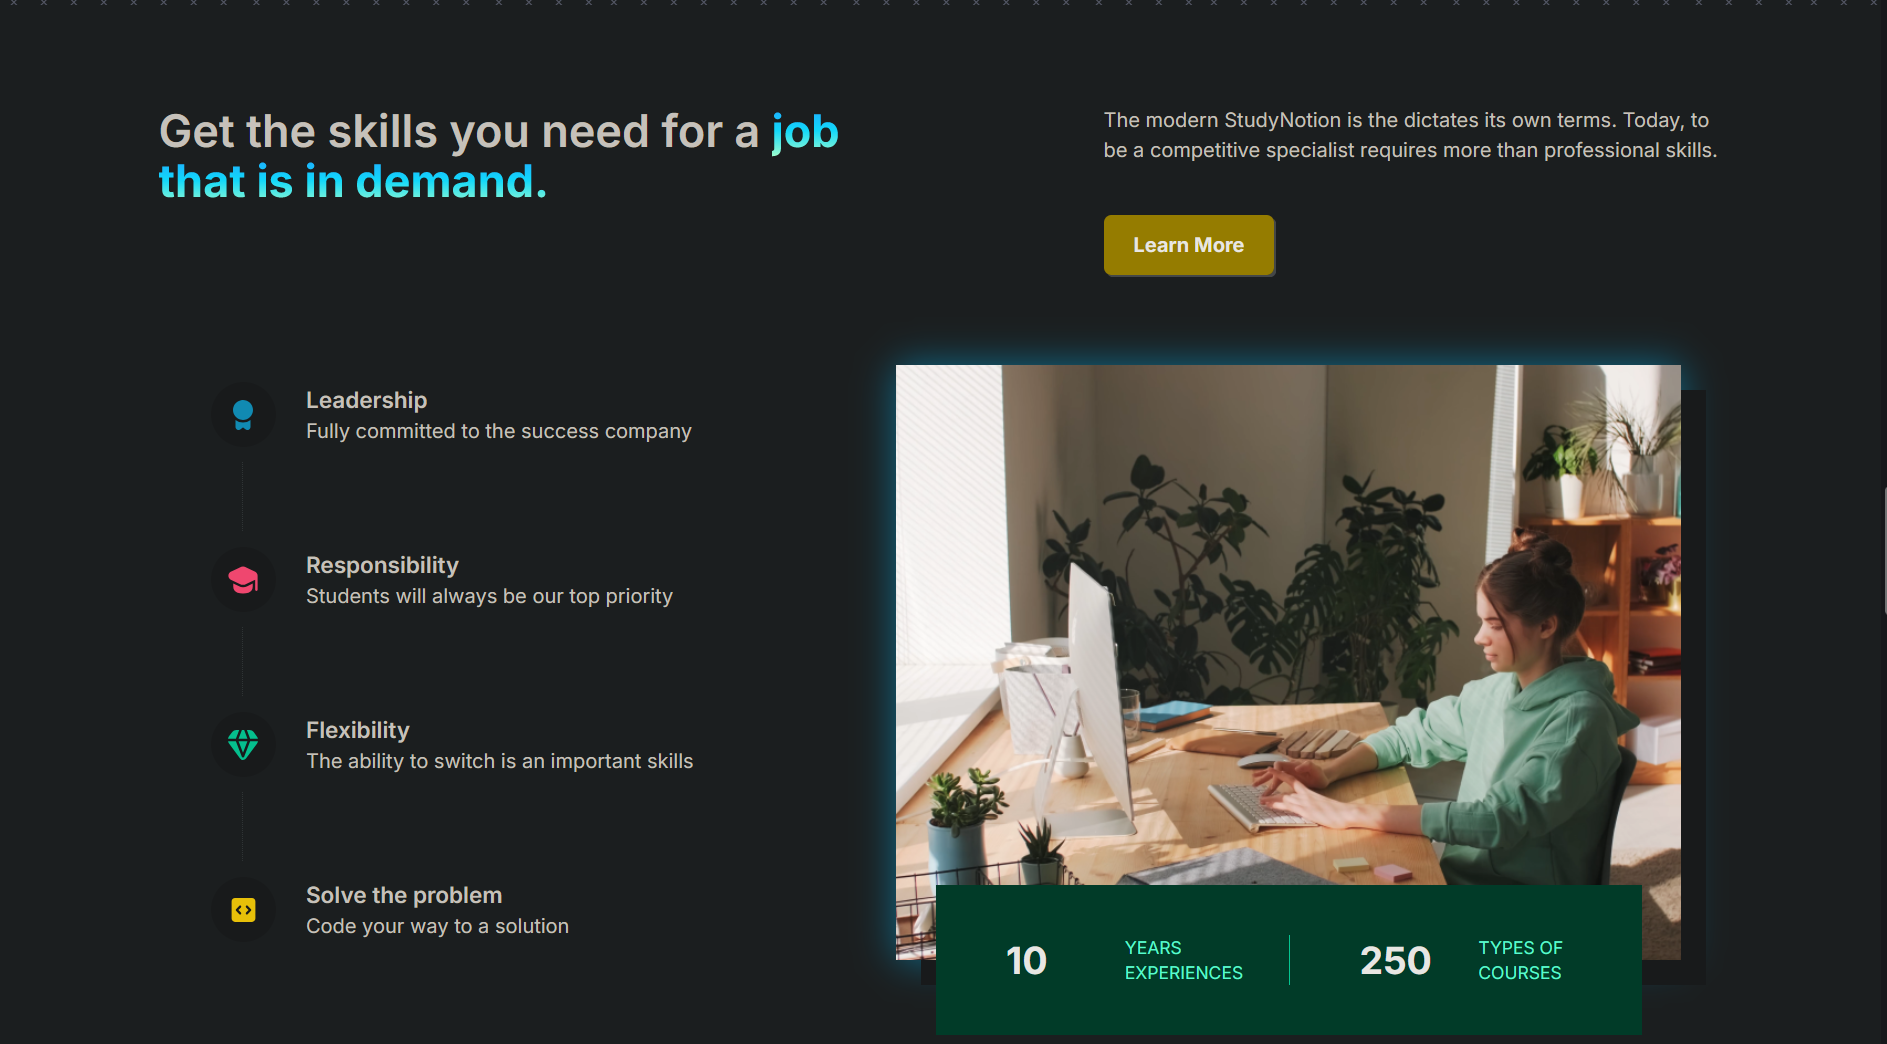 Get the skills you need for a job
that is in demand.
The modern StudyNotion is the dictates its own terms. Today, to
be a competitive specialist requires more than professional skills.
Learn More
Leadership
Fully committed to the success company
Responsibility
Students will always be our top priority
Flexibility
The ability to switch is an important skills
Solve the problem
Code your way to a solution
10
YEARS
EXPERIENCES
250
TYPES OF
COURSES